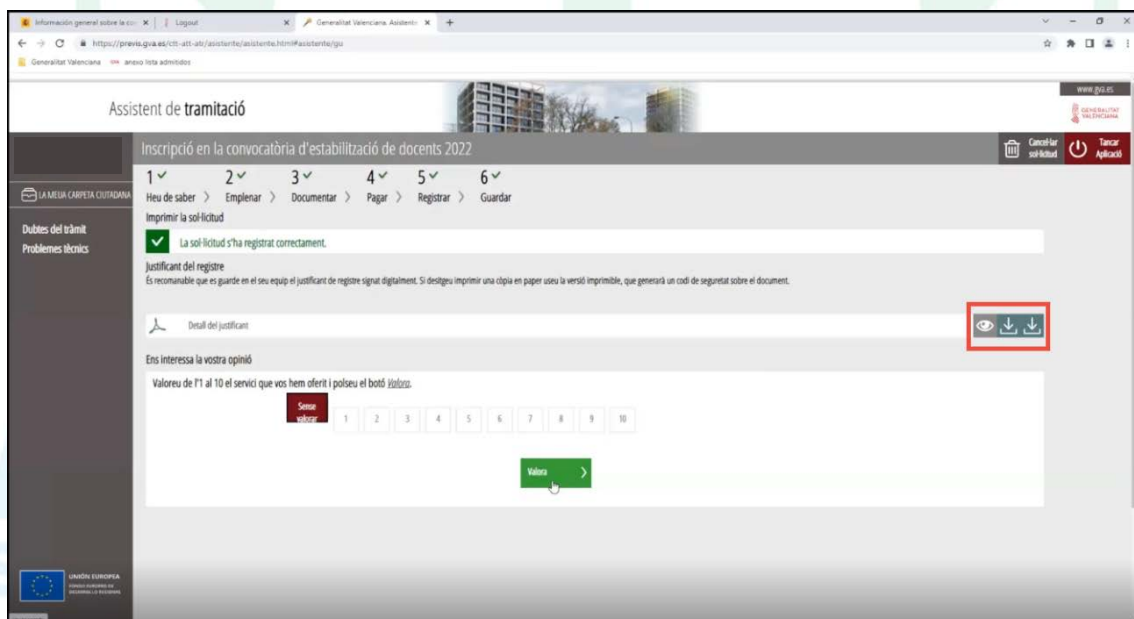 Información general sobre la co
Logout
Generalitat Valenciana. Asistente
https://previs.gva.es/ctt-att-atr/asistente/asistente.html#asistente/gu
Generalitat Valenciana
anexo lista admitidos
www.gva.es
Assistent de tramitació
GENERALITAT
VALENCIANA
Inscripció en la convocatòria d'estabilització de docents 2022
Cancel·lar
sol·licitud
Tancar
Aplicació
1 2 3 4 5 6
Heu de saber > Emplenar > Documentar > Pagar > Registrar > Guardar
LA MEUA CARPETA CIUTADANA
Dubtes del tràmit
Problemes tècnics
Imprimir la sol·licitud
La sol·licitud s'ha registrat correctament.
Justificant del registre
És recomanable que es guarde en el seu equip el justificant de registre signat digitalment. Si desitgeu imprimir una còpia en paper useu la versió imprimible, que generarà un codi de seguretat sobre el document.
Detall del justificant
Ens interessa la vostra opinió
Valoreu de l'1 al 10 el servici que vos hem oferit i polseu el botó Valora.
Sense
valorar
1 2 3 4 5 6 7 8 9 10
Valora
UNIÓN EUROPEA